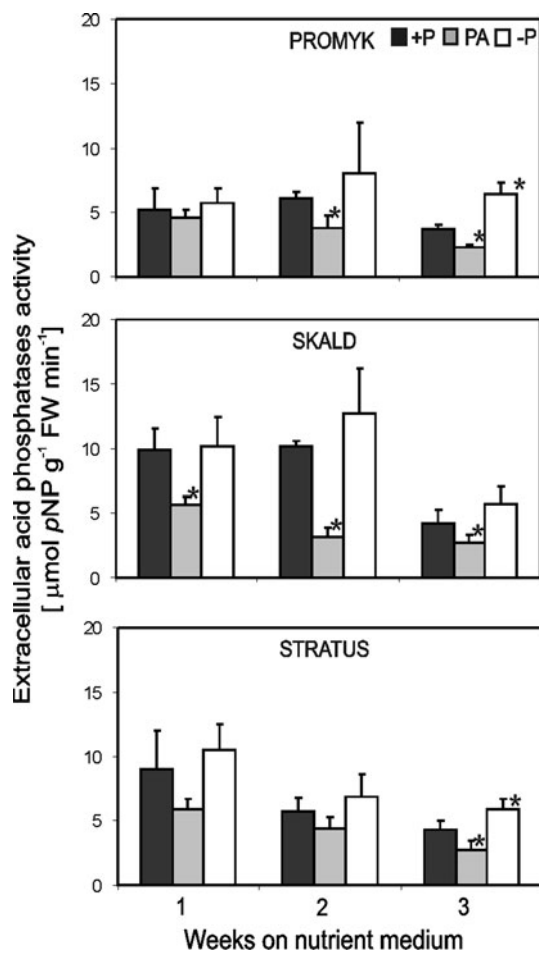 Extracellular acid phosphatases activity
[ μmol pNP g⁻¹ FW min⁻¹]
PROMYK
+P PA -P
20
15
10
5
0
*
*
*
SKALD
20
15
10
5
0
*
*
*
STRATUS
20
15
10
5
0
*
*
1 2 3
Weeks on nutrient medium